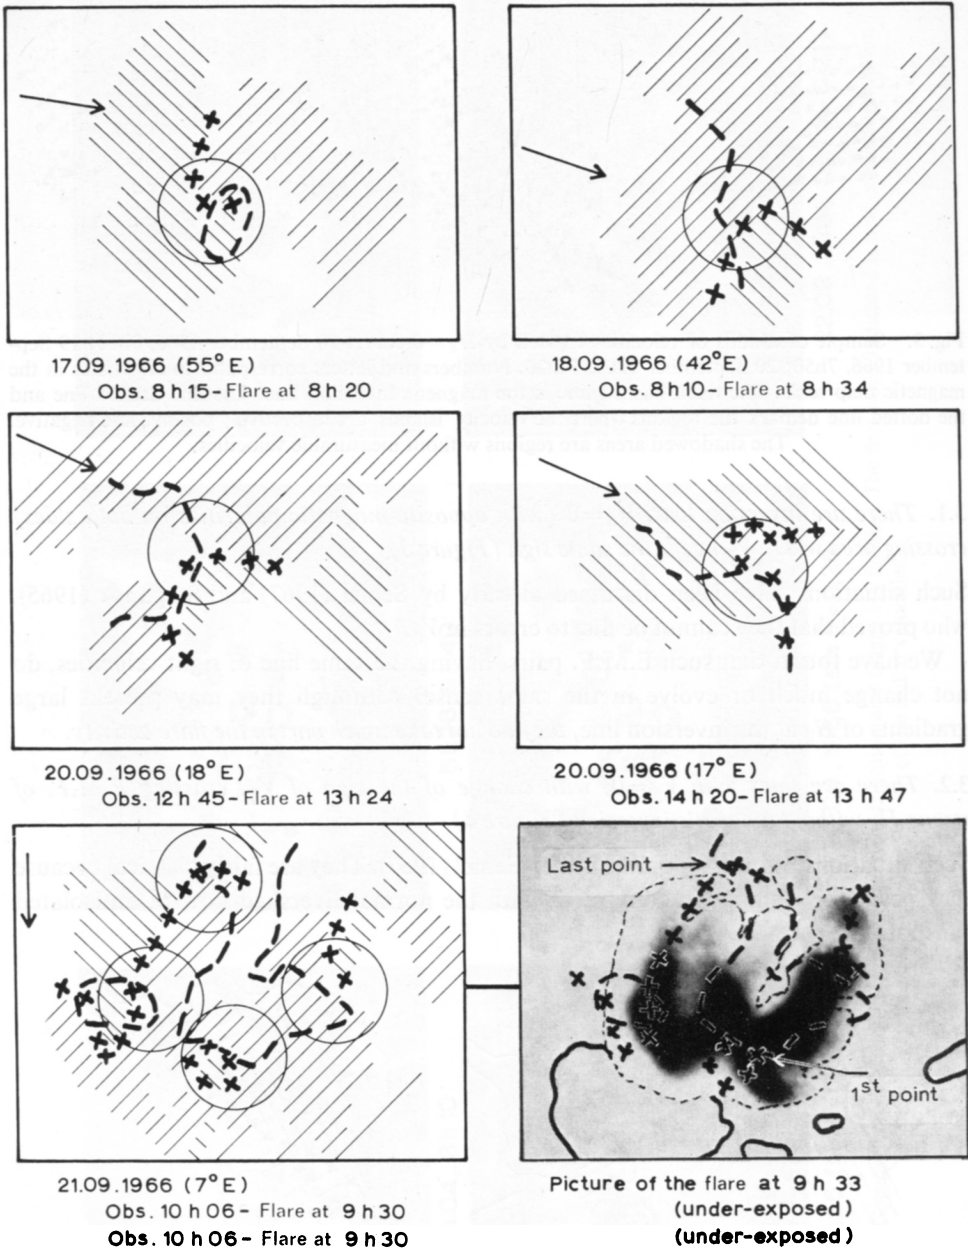 17.09.1966 (55°E)
Obs. 8 h 15 - Flare at 8 h 20
18.09.1966 (42°E)
Obs. 8h10 - Flare at 8 h 34
20.09.1966 (18°E)
Obs. 12 h 45 - Flare at 13 h 24
20.09.1966 (17°E)
Obs. 14 h 20 - Flare at 13 h 47
Last point
1st point
21.09.1966 (7°E)
Obs. 10 h 06 - Flare at 9 h 30
Obs. 10 h 06 - Flare at 9 h 30
Picture of the flare at 9 h 33
(under-exposed)
(under-exposed)